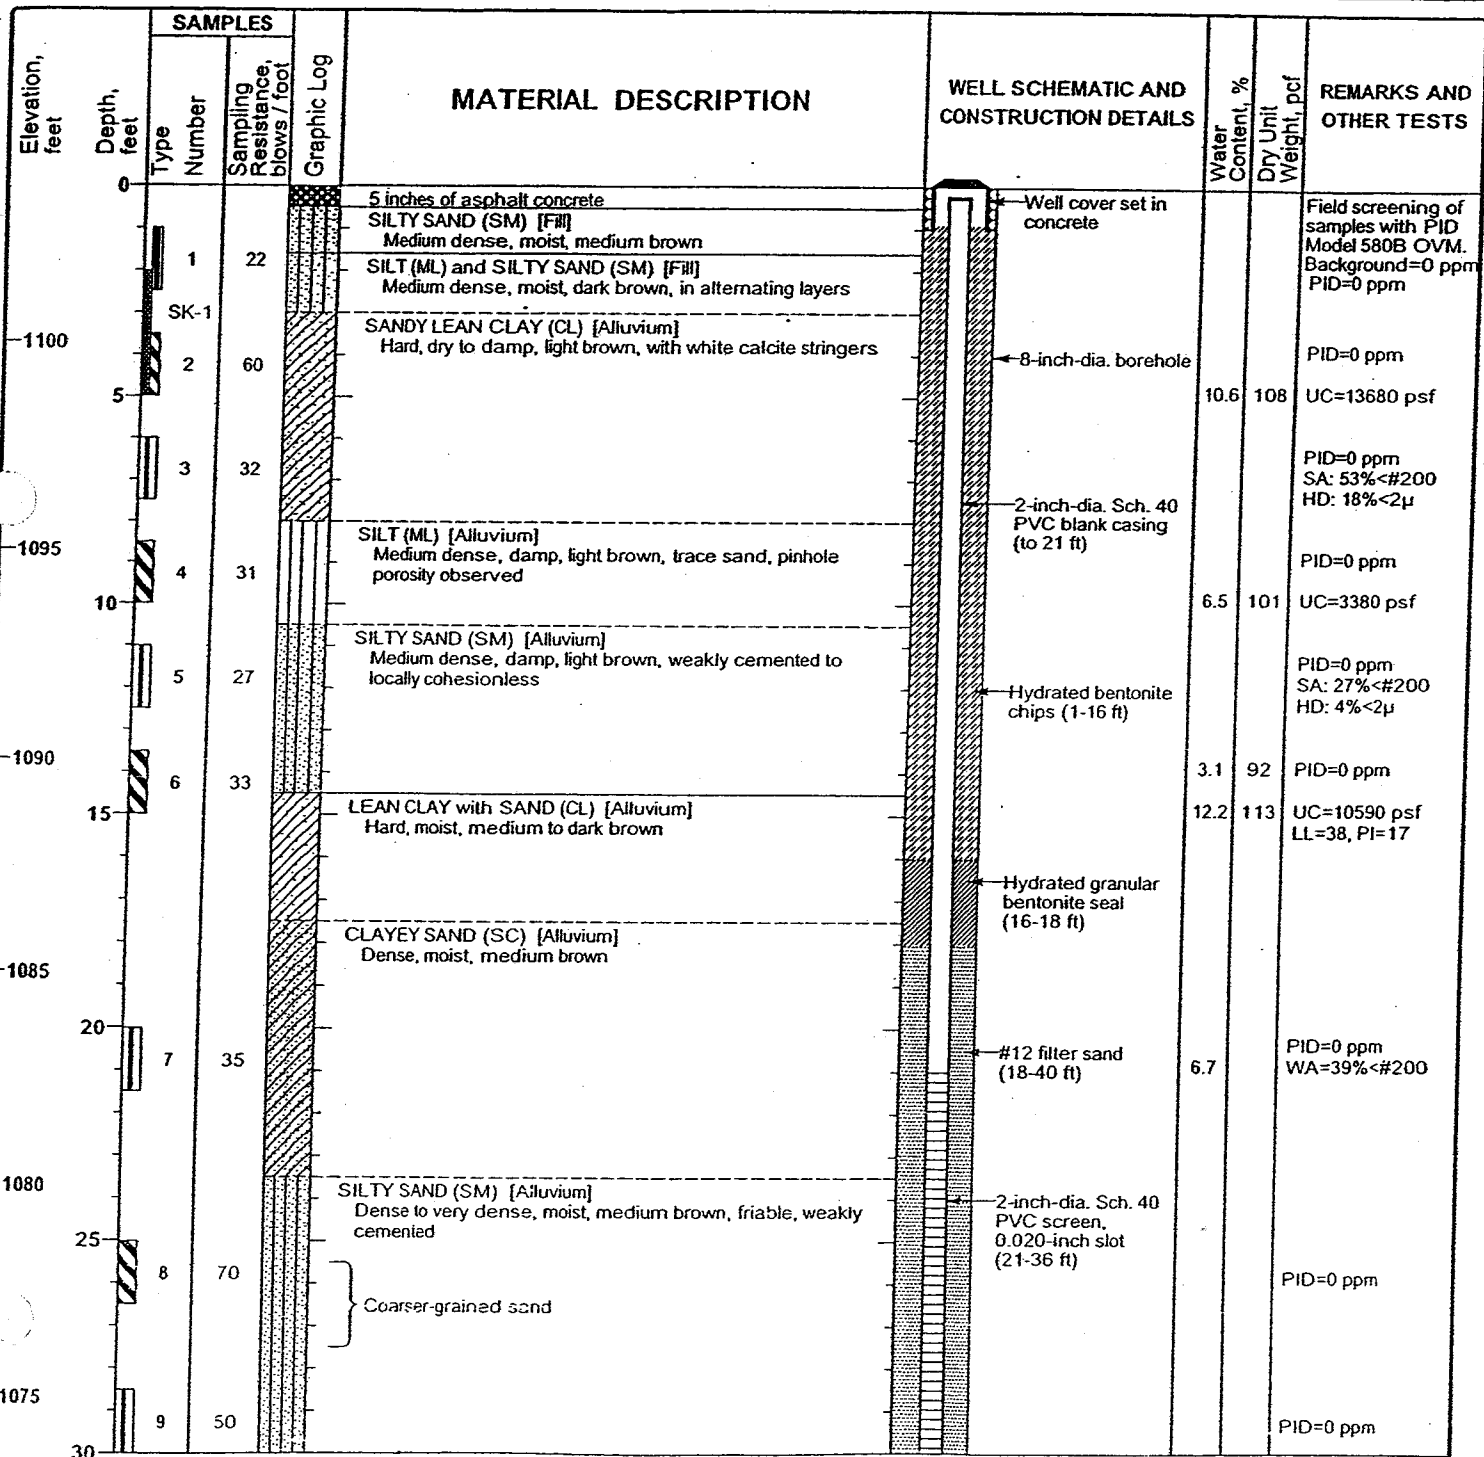 SAMPLES
Elevation,
feet
Depth,
feet
Type
Number
Sampling
Resistance,
blows / foot
Graphic Log
MATERIAL DESCRIPTION
WELL SCHEMATIC AND
CONSTRUCTION DETAILS
Water
Content, %
Dry Unit
Weight, pcf
REMARKS AND
OTHER TESTS
0
5 inches of asphalt concrete
SILTY SAND (SM) [Fill]
Medium dense, moist, medium brown
1 22
SILT (ML) and SILTY SAND (SM) [Fill]
Medium dense, moist, dark brown, in alternating layers
SK-1
Well cover set in
concrete
Field screening of
samples with PID
Model 580B OVM.
Background=0 ppm
PID=0 ppm
1100
SANDY LEAN CLAY (CL) [Alluvium]
Hard, dry to damp, light brown, with white calcite stringers
2 60
8-inch-dia. borehole
PID=0 ppm
5
10.6 108 UC=13680 psf
3 32
PID=0 ppm
SA: 53%<#200
HD: 18%<2µ
2-inch-dia. Sch. 40
PVC blank casing
(to 21 ft)
1095
SILT (ML) [Alluvium]
Medium dense, damp, light brown, trace sand, pinhole
porosity observed
4 31
PID=0 ppm
10
6.5 101 UC=3380 psf
SILTY SAND (SM) [Alluvium]
Medium dense, damp, light brown, weakly cemented to
locally cohesionless
5 27
PID=0 ppm
SA: 27%<#200
HD: 4%<2µ
Hydrated bentonite
chips (1-16 ft)
1090
6 33
3.1 92 PID=0 ppm
15
LEAN CLAY with SAND (CL) [Alluvium]
Hard, moist, medium to dark brown
12.2 113 UC=10590 psf
LL=38, PI=17
Hydrated granular
bentonite seal
(16-18 ft)
CLAYEY SAND (SC) [Alluvium]
Dense, moist, medium brown
1085
20
7 35
#12 filter sand
(18-40 ft)
6.7
PID=0 ppm
WA=39%<#200
1080
SILTY SAND (SM) [Alluvium]
Dense to very dense, moist, medium brown, friable, weakly
cemented
2-inch-dia. Sch. 40
PVC screen,
0.020-inch slot
(21-36 ft)
25
8 70
Coarser-grained sand
PID=0 ppm
1075
9 50
PID=0 ppm
30